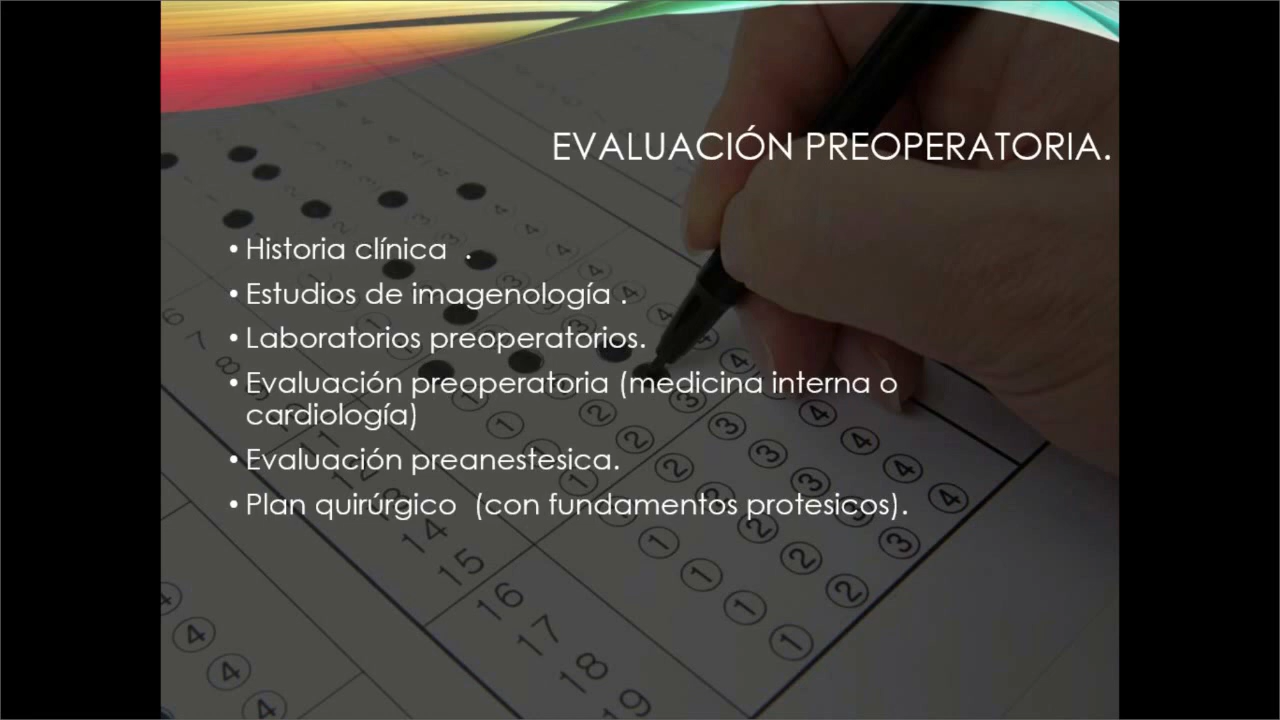 EVALUACIÓN PREOPERATORIA.
• Historia clínica .
• Estudios de imagenología .
• Laboratorios preoperatorios.
• Evaluación preoperatoria (medicina interna o
cardiología)
• Evaluación preanestesica.
• Plan quirúrgico (con fundamentos protesicos).